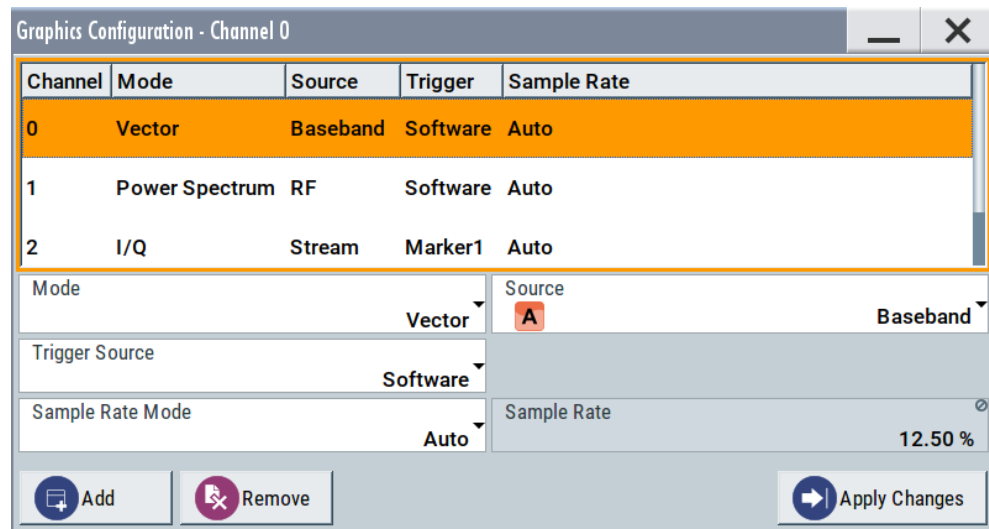 Graphics Configuration - Channel 0
Channel Mode Source Trigger Sample Rate
0 Vector Baseband Software Auto
1 Power Spectrum RF Software Auto
2 I/Q Stream Marker1 Auto
Mode
Vector
Source
A Baseband
Trigger Source
Software
Sample Rate Mode
Auto
Sample Rate
12.50 %
Add Remove Apply Changes